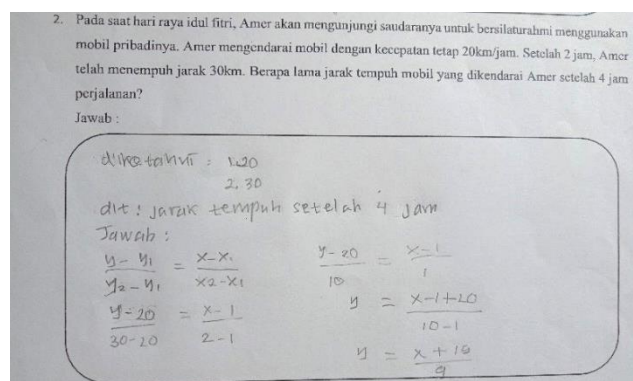 2. Pada saat hari raya idul fitri, Amer akan mengunjungi saudaranya untuk bersilaturahmi menggunakan
mobil pribadinya. Amer mengendarai mobil dengan kecepatan tetap 20km/jam. Setelah 2 jam, Amer
telah menempuh jarak 30km. Berapa lama jarak tempuh mobil yang dikendarai Amer setelah 4 jam
perjalanan?
Jawab :
diketahui : 1.20
2. 30
dit : jarak tempuh setelah 4 jam
Jawab :
y - y₁ / y₂ - y₁ = x - x₁ / x₂ - x₁
y - 20 / 30 - 20 = x - 1 / 2 - 1
y - 20 / 10 = x - 1 / 1
y = x - 1 + 20 / 10 - 1
y = x + 19 / 9